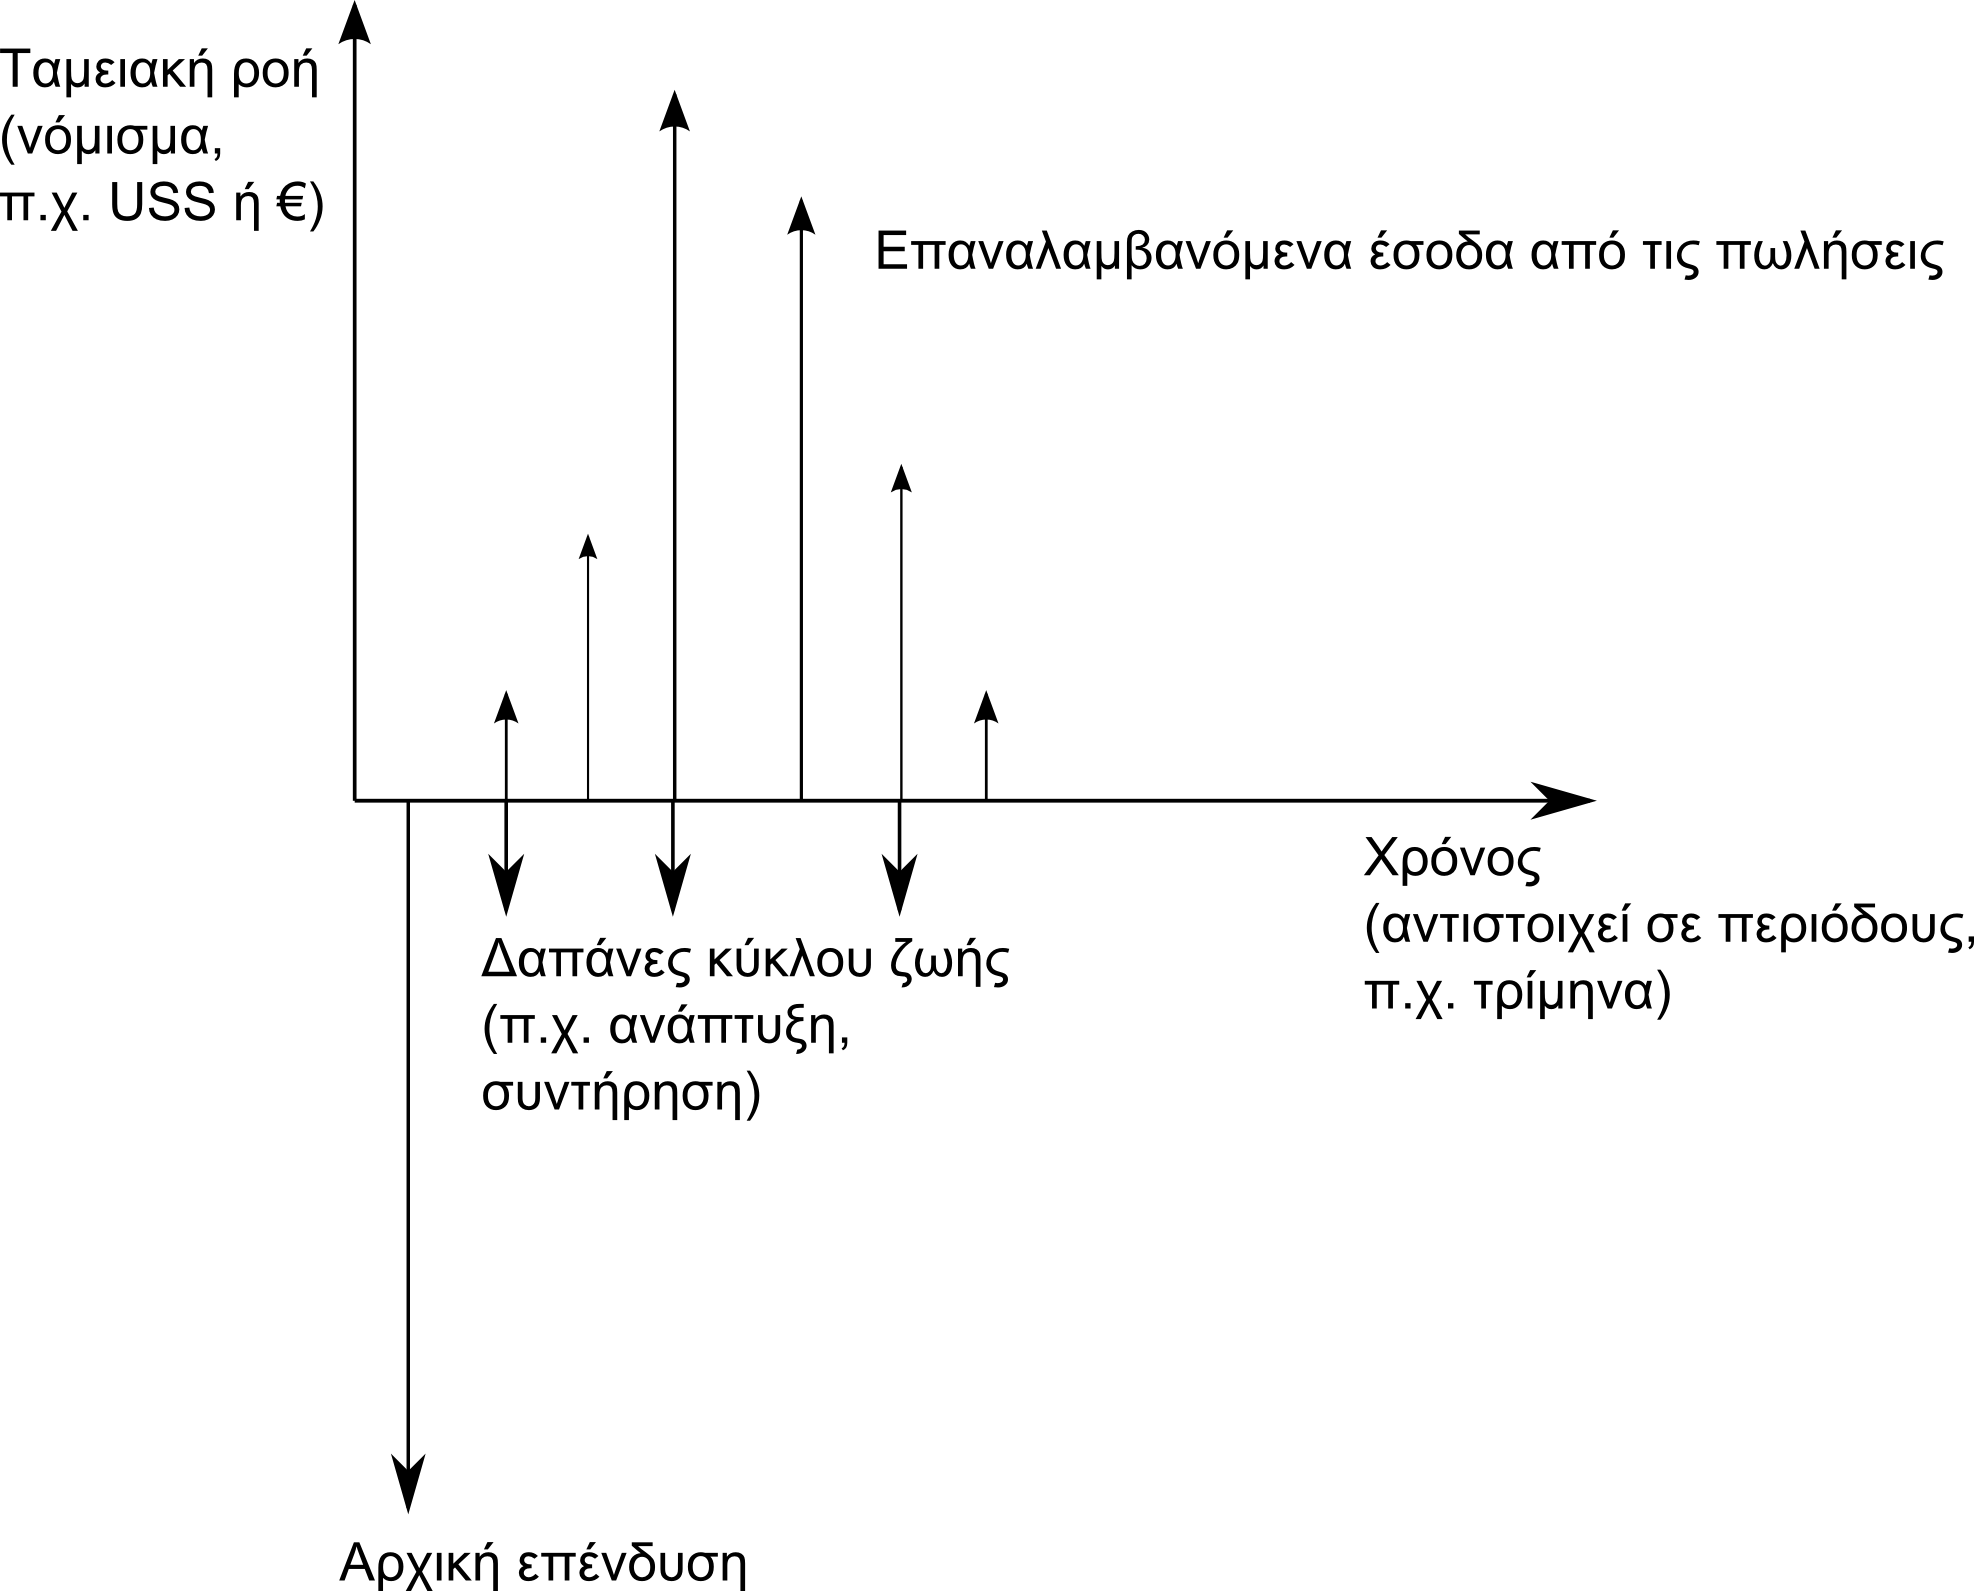 Ταμειακή ροή
(νόμισμα,
π.χ. USS ή €)
Επαναλαμβανόμενα έσοδα από τις πωλήσεις
Χρόνος
(αντιστοιχεί σε περιόδους,
π.χ. τρίμηνα)
Δαπάνες κύκλου ζωής
(π.χ. ανάπτυξη,
συντήρηση)
Αρχική επένδυση